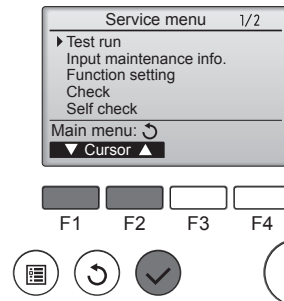 Service menu 1/2
Test run
Input maintenance info.
Function setting
Check
Self check
Main menu:
▼ Cursor ▲
F1 F2 F3 F4